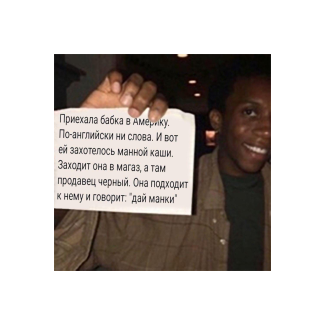 Приехала бабка в Америку.
По-английски ни слова. И вот
ей захотелось манной каши.
Заходит она в магаз, а там
продавец черный. Она подходит
к нему и говорит: "дай манки"